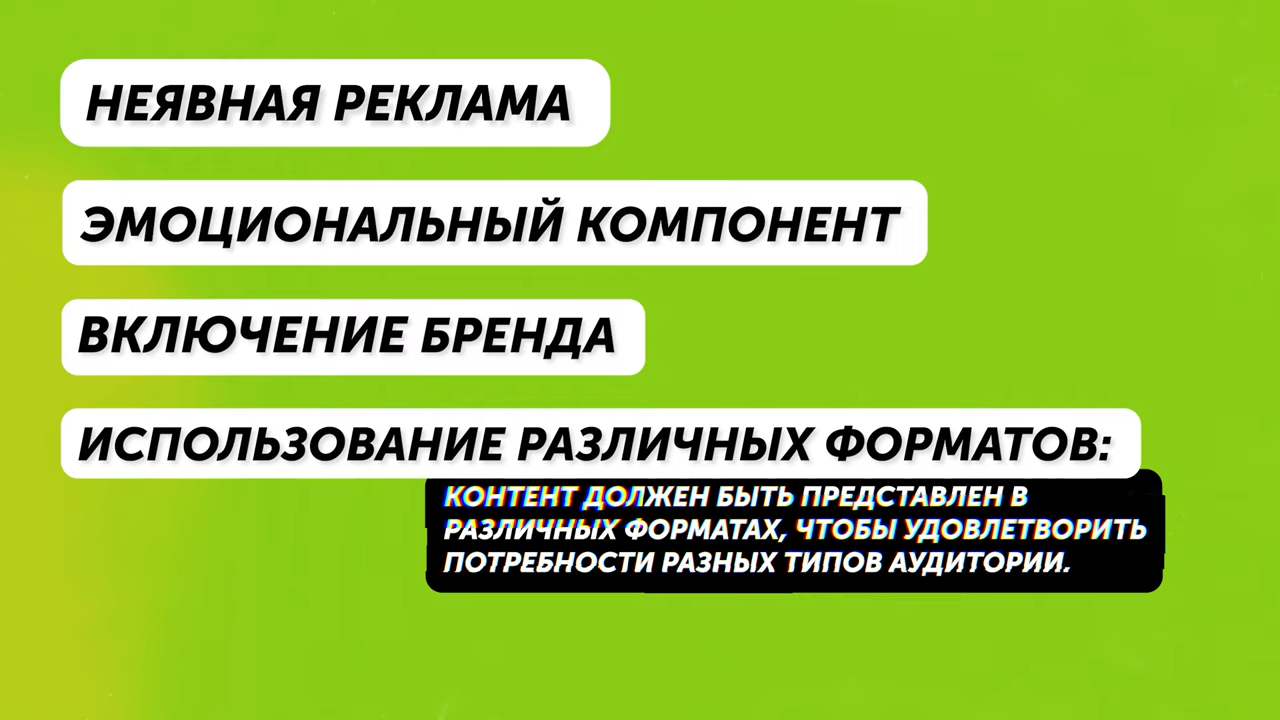 НЕЯВНАЯ РЕКЛАМА
ЭМОЦИОНАЛЬНЫЙ КОМПОНЕНТ
ВКЛЮЧЕНИЕ БРЕНДА
ИСПОЛЬЗОВАНИЕ РАЗЛИЧНЫХ ФОРМАТОВ:
КОНТЕНТ ДОЛЖЕН БЫТЬ ПРЕДСТАВЛЕН В
РАЗЛИЧНЫХ ФОРМАТАХ, ЧТОБЫ УДОВЛЕТВОРИТЬ
ПОТРЕБНОСТИ РАЗНЫХ ТИПОВ АУДИТОРИИ.